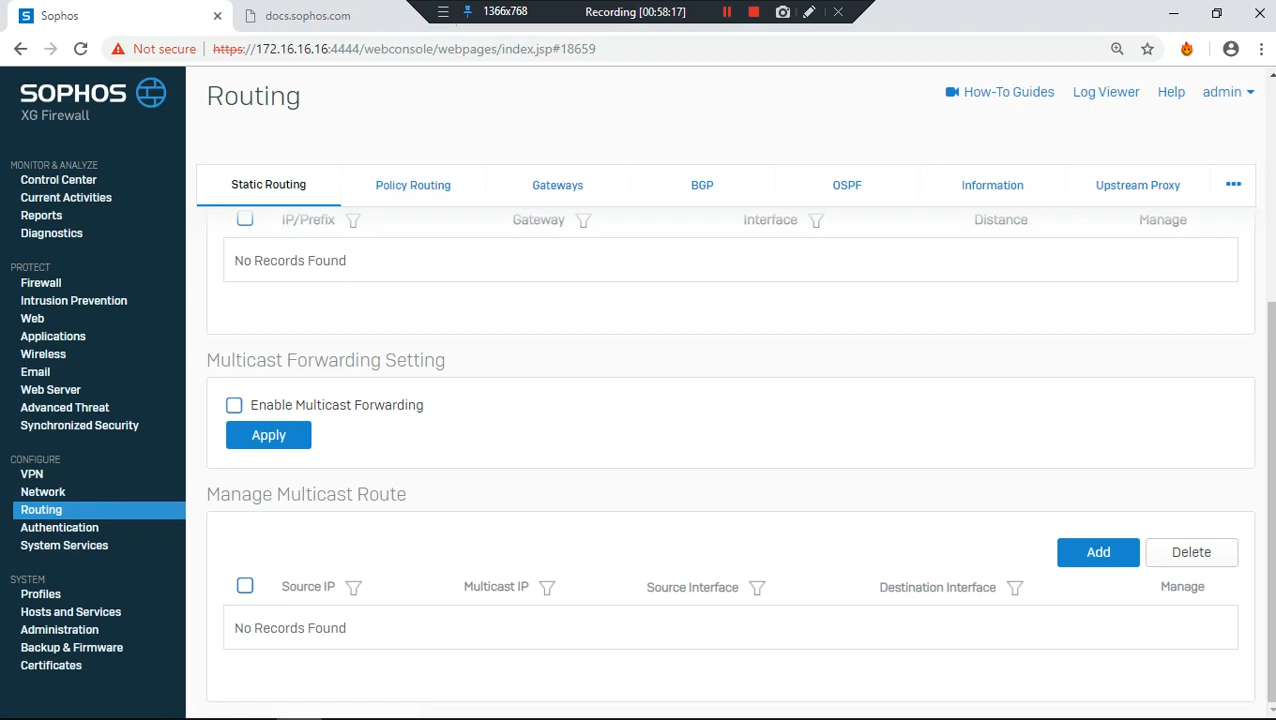 Sophos
docs.sophos.com
1366x768
Recording [00:58:17]
Not secure
https://172.16.16.16:4444/webconsole/webpages/index.jsp#18659
SOPHOS
XG Firewall
Routing
How-To Guides
Log Viewer
Help
admin
MONITOR & ANALYZE
Control Center
Current Activities
Reports
Diagnostics
PROTECT
Firewall
Intrusion Prevention
Web
Applications
Wireless
Email
Web Server
Advanced Threat
Synchronized Security
CONFIGURE
VPN
Network
Routing
Authentication
System Services
SYSTEM
Profiles
Hosts and Services
Administration
Backup & Firmware
Certificates
Static Routing
Policy Routing
Gateways
BGP
OSPF
Information
Upstream Proxy
IP/Prefix
Gateway
Interface
Distance
Manage
No Records Found
Multicast Forwarding Setting
Enable Multicast Forwarding
Apply
Manage Multicast Route
Add
Delete
Source IP
Multicast IP
Source Interface
Destination Interface
Manage
No Records Found